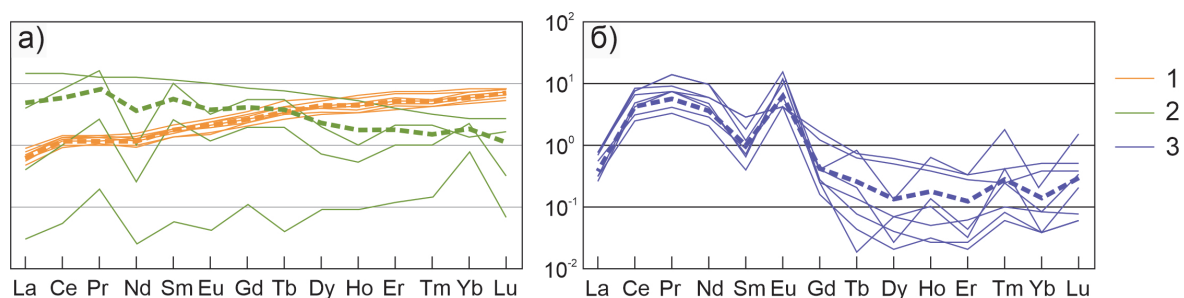 а)
La Ce Pr Nd Sm Eu Gd Tb Dy Ho Er Tm Yb Lu
б)
10²
10¹
10⁰
10⁻¹
10⁻²
La Ce Pr Nd Sm Eu Gd Tb Dy Ho Er Tm Yb Lu
1
2
3